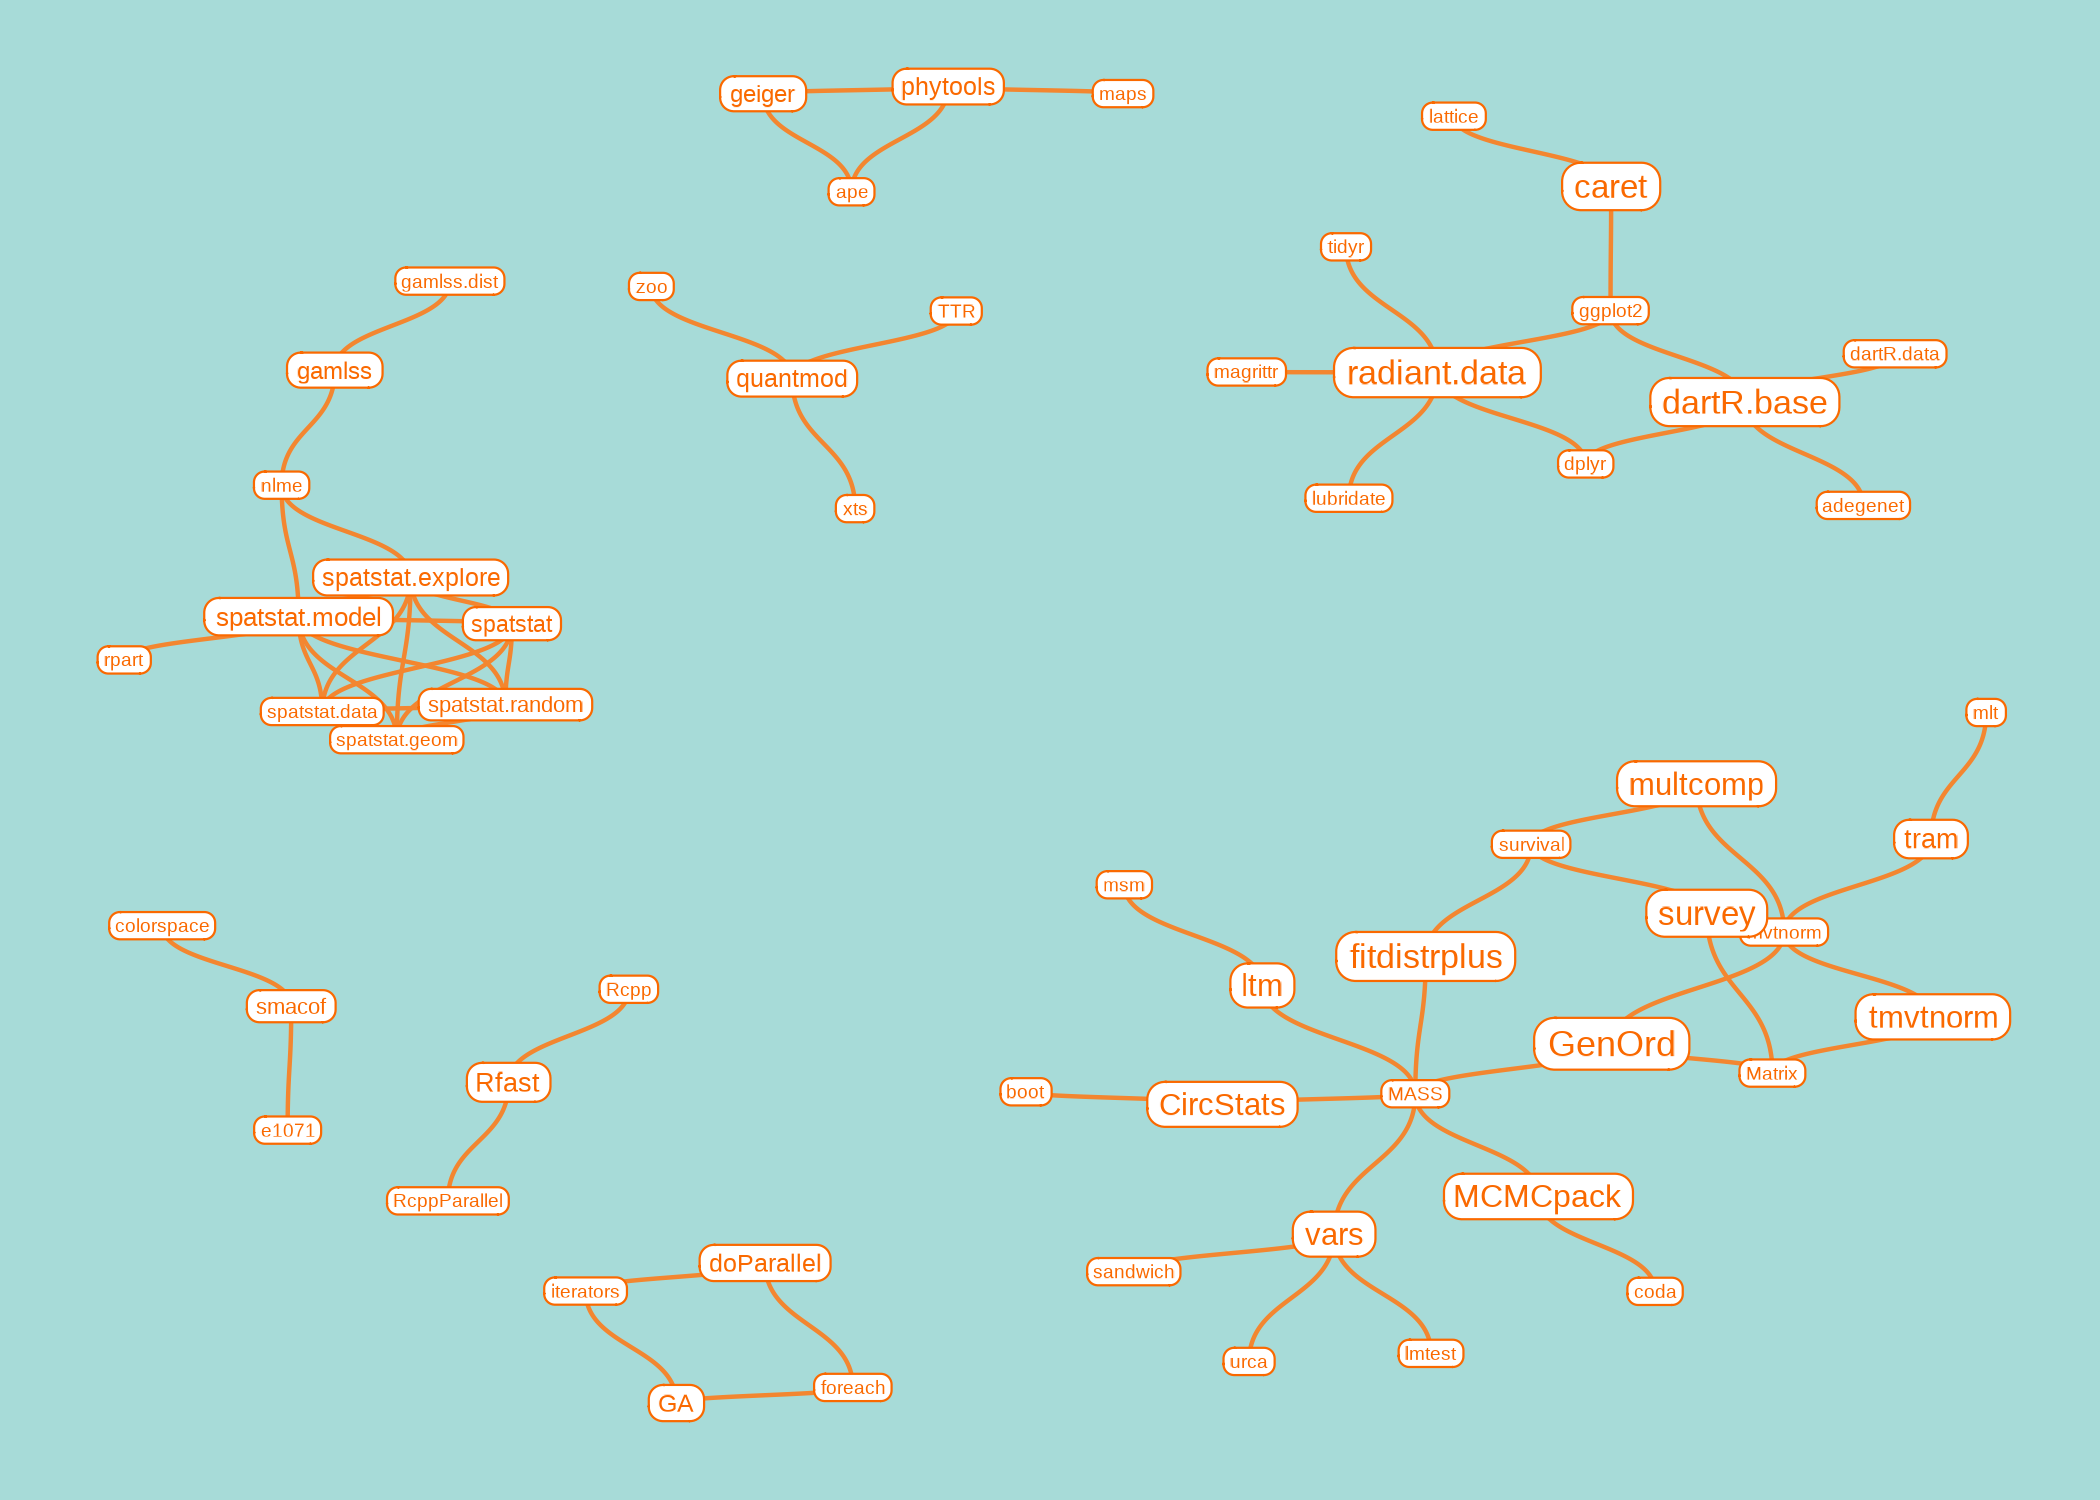 phytools
geiger
maps
lattice
caret
ape
tidyr
gamlss.dist
zoo
TTR
ggplot2
dartR.data
gamlss
quantmod
magrittr
radiant.data
dartR.base
dplyr
nlme
lubridate
xts
adegenet
spatstat.explore
spatstat.model
spatstat
rpart
spatstat.data
spatstat.random
spatstat.geom
mlt
multcomp
tram
survival
msm
survey
colorspace
fitdistrplus
ltm
Rcpp
smacof
tmvtnorm
GenOrd
Matrix
Rfast
boot
CircStats
MASS
e1071
RcppParallel
MCMCpack
vars
doParallel
sandwich
iterators
coda
urca
lmtest
foreach
GA